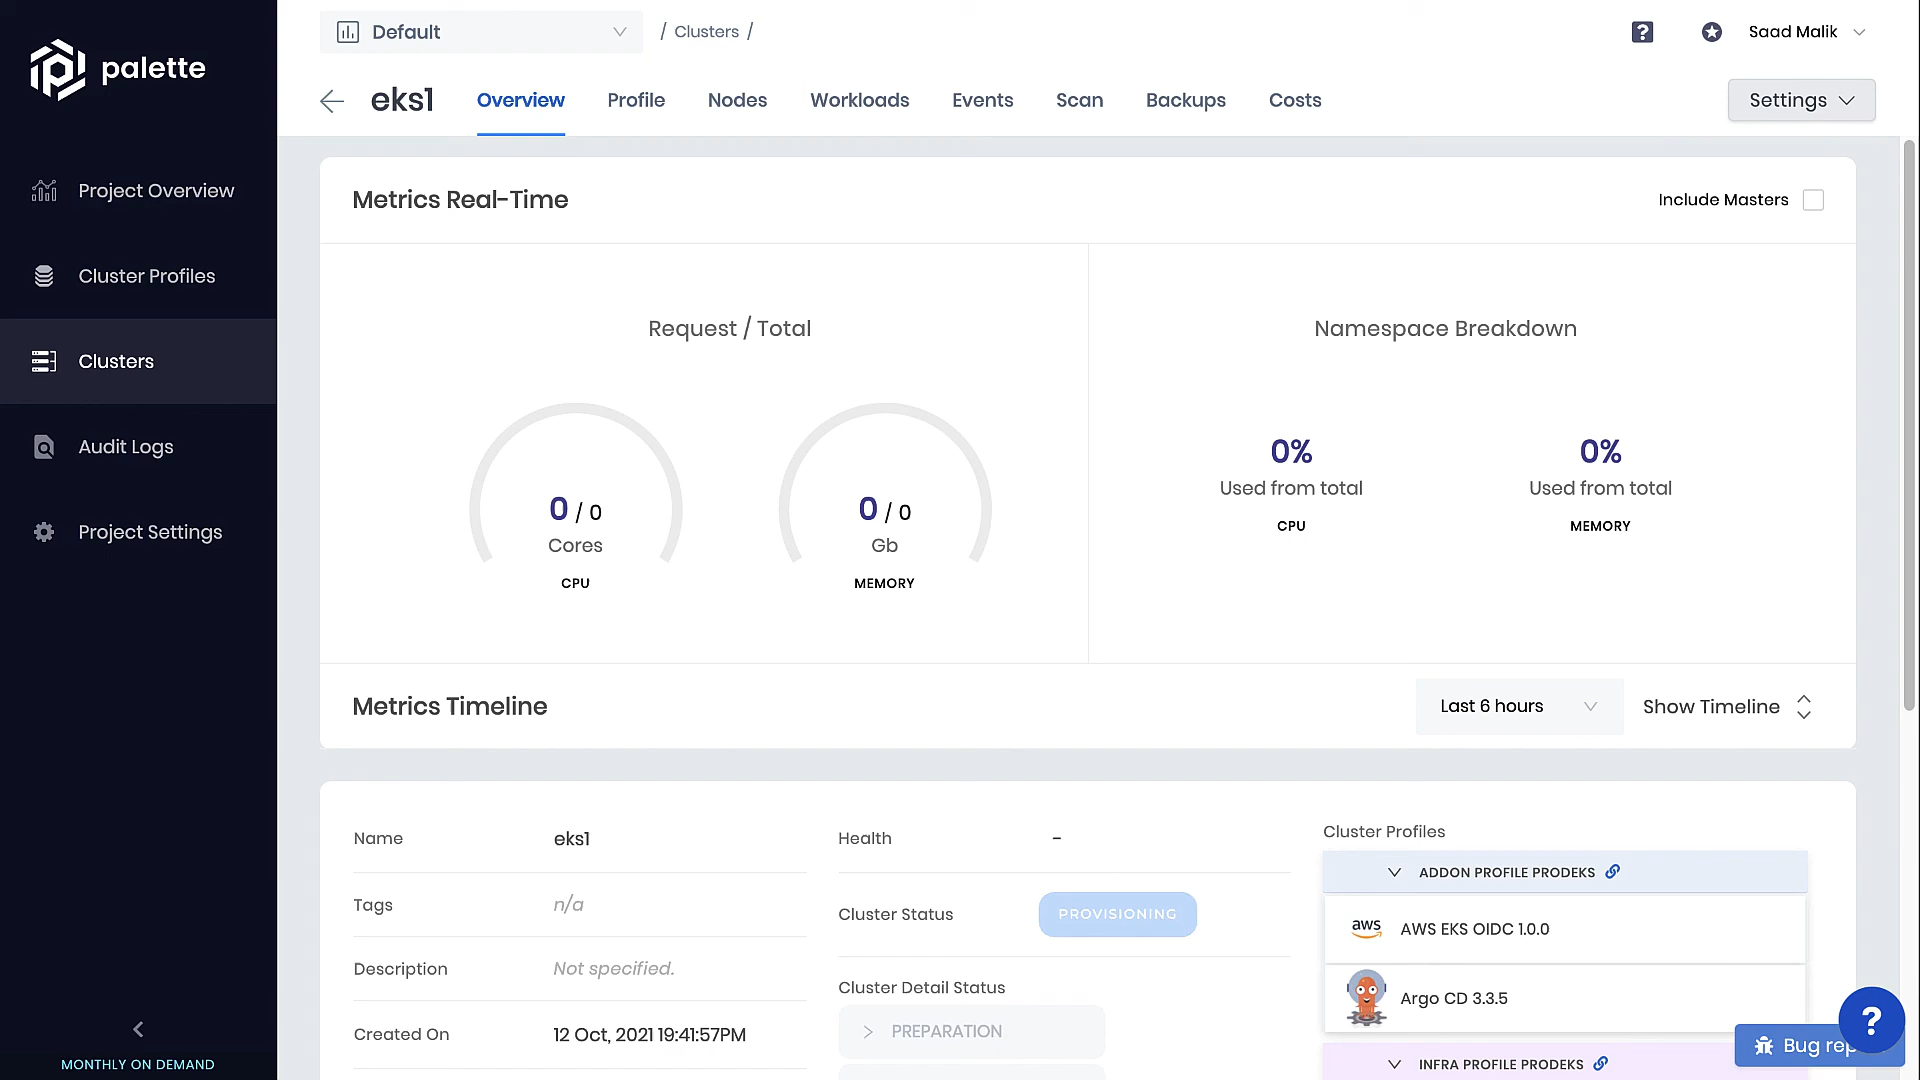 palette
Project Overview
Cluster Profiles
Clusters
Audit Logs
Project Settings
MONTHLY ON DEMAND
Default
/ Clusters /
?
Saad Malik
eks1
Overview
Profile
Nodes
Workloads
Events
Scan
Backups
Costs
Settings
Metrics Real-Time
Include Masters
Request / Total
0 / 0
Cores
CPU
0 / 0
Gb
MEMORY
Namespace Breakdown
0%
Used from total
CPU
0%
Used from total
MEMORY
Metrics Timeline
Last 6 hours
Show Timeline
Name eks1
Tags n/a
Description Not specified.
Created On 12 Oct, 2021 19:41:57PM
Health -
Cluster Status PROVISIONING
Cluster Detail Status
PREPARATION
Cluster Profiles
ADDON PROFILE PRODEKS
aws AWS EKS OIDC 1.0.0
Argo CD 3.3.5
INFRA PROFILE PRODEKS
Bug rep
?